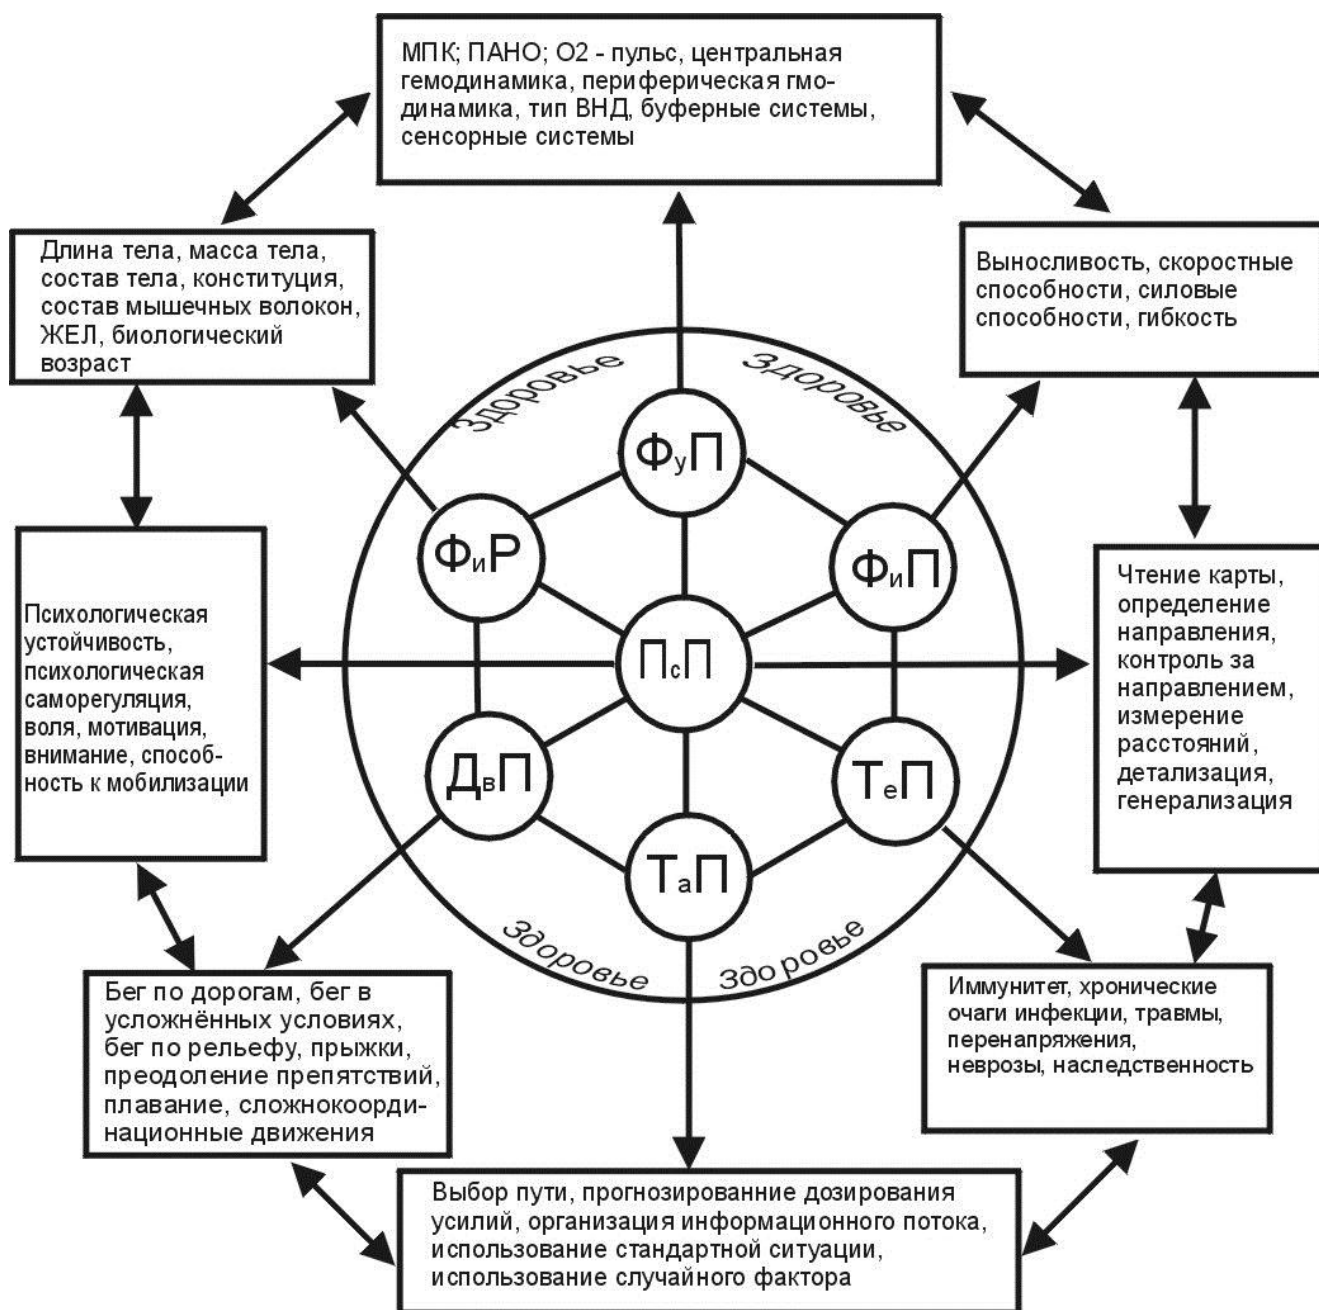 МПК; ПАНО; О2 - пульс, центральная
гемодинамика, периферическая гмо-
динамика, тип ВНД, буферные системы,
сенсорные системы
Длина тела, масса тела,
состав тела, конституция,
состав мышечных волокон,
ЖЕЛ, биологический
возраст
Выносливость, скоростные
способности, силовые
способности, гибкость
Здоровье
Здоровье
ФуП
ФиР
ФиП
ПсП
ДвП
ТеП
ТаП
Здоровье
Здоровье
Психологическая
устойчивость,
психологическая
саморегуляция,
воля, мотивация,
внимание, способ-
ность к мобилизации
Чтение карты,
определение
направления,
контроль за
направлением,
измерение
расстояний,
детализация,
генерализация
Бег по дорогам, бег в
усложнённых условиях,
бег по рельефу, прыжки,
преодоление препятствий,
плавание, сложнокоорди-
национные движения
Иммунитет, хронические
очаги инфекции, травмы,
перенапряжения,
неврозы, наследственность
Выбор пути, прогнозированние дозирования
усилий, организация информационного потока,
использование стандартной ситуации,
использование случайного фактора